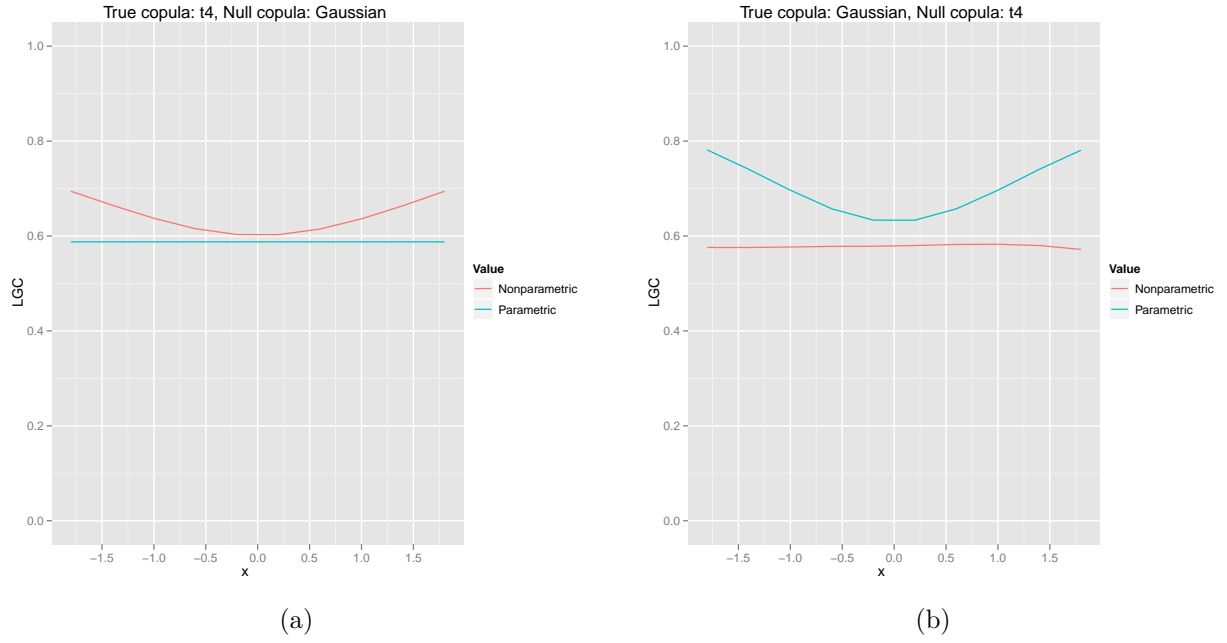 True copula: t4, Null copula: Gaussian
1.0
0.8
0.6
0.4
0.2
0.0
LGC
−1.5 −1.0 −0.5 0.0 0.5 1.0 1.5
x
Value
Nonparametric
Parametric
(a)
True copula: Gaussian, Null copula: t4
1.0
0.8
0.6
0.4
0.2
0.0
LGC
−1.5 −1.0 −0.5 0.0 0.5 1.0 1.5
x
Value
Nonparametric
Parametric
(b)